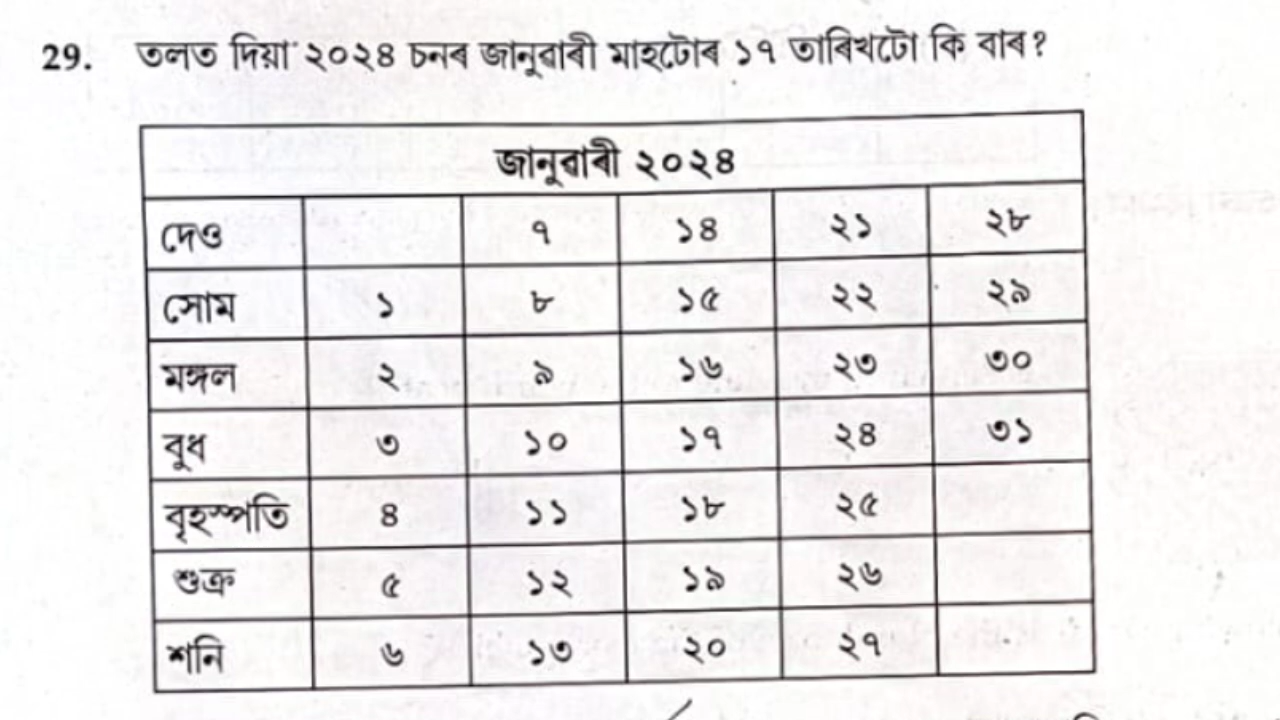 29. তলত দিয়া ২০২৪ চনৰ জানুৱাৰী মাহটোৰ ১৭ তাৰিখটো কি বাৰ?
জানুৱাৰী ২০২৪
দেও ৭ ১৪ ২১ ২৮
সোম ১ ৮ ১৫ ২২ ২৯
মঙ্গল ২ ৯ ১৬ ২৩ ৩০
বুধ ৩ ১০ ১৭ ২৪ ৩১
বৃহস্পতি ৪ ১১ ১৮ ২৫
শুক্ৰ ৫ ১২ ১৯ ২৬
শনি ৬ ১৩ ২০ ২৭